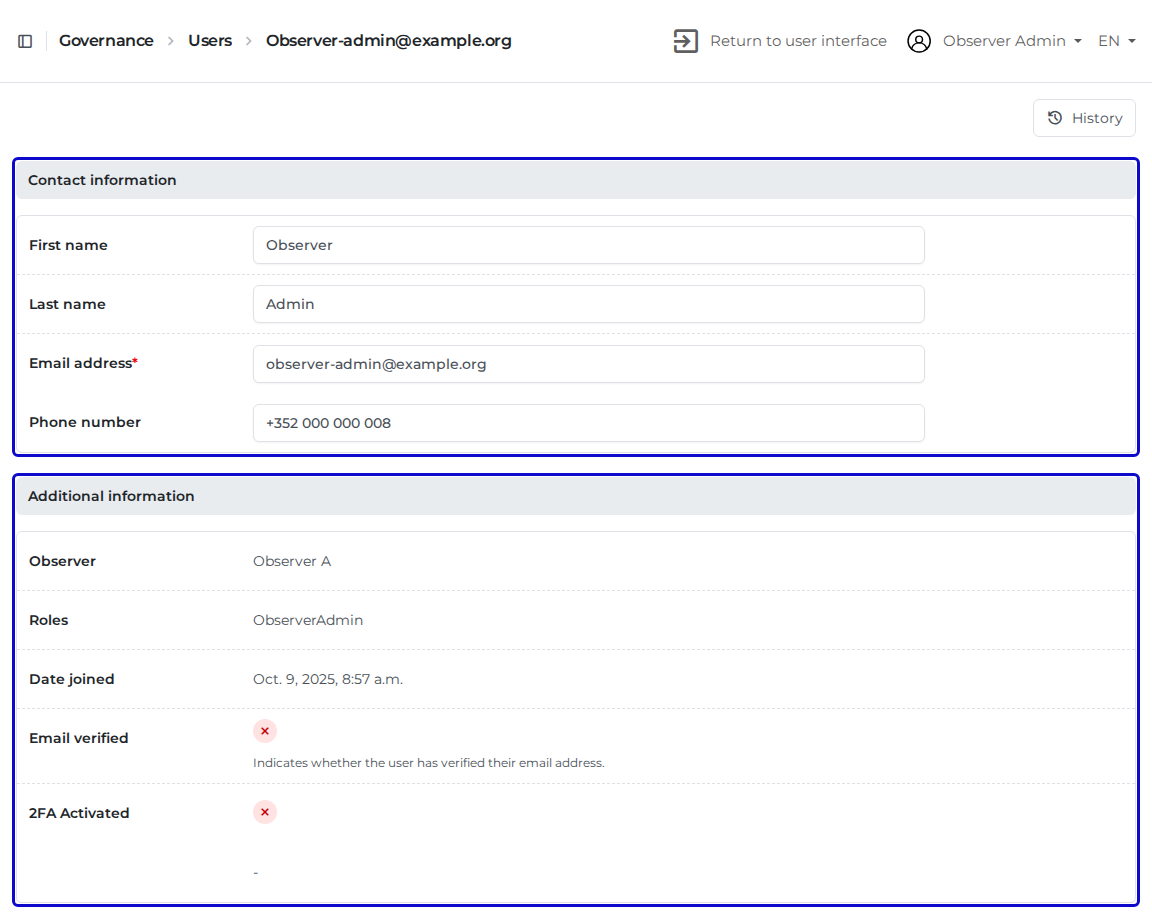 Governance > Users > Observer-admin@example.org Return to user interface Observer Admin EN
History
Contact information
First name Observer
Last name Admin
Email address* observer-admin@example.org
Phone number +352 000 000 008
Additional information
Observer Observer A
Roles ObserverAdmin
Date joined Oct. 9, 2025, 8:57 a.m.
Email verified
Indicates whether the user has verified their email address.
2FA Activated
-